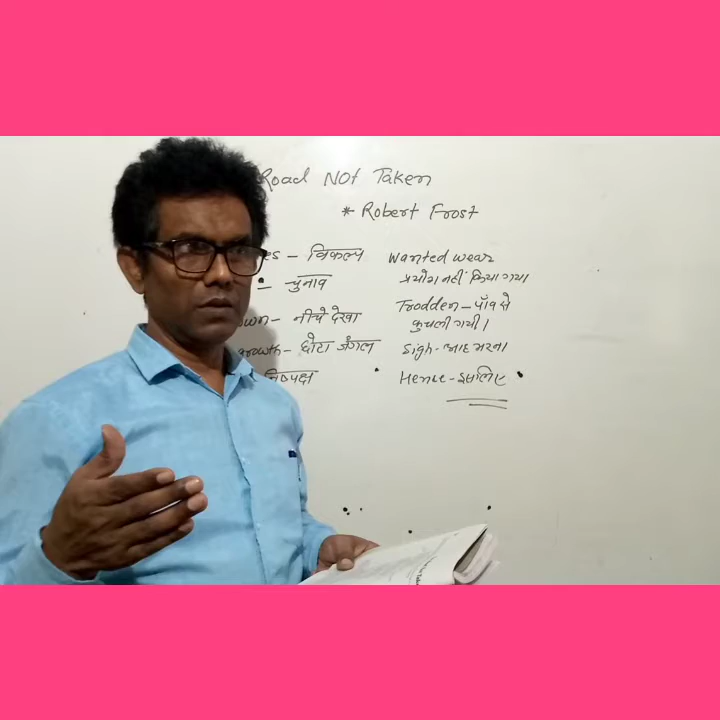 Road Not Taken
* Robert Frost
es - विकल्प
- चुनाव
own - नीचे देखा
growth - छोटा जंगल
निष्पक्ष
Wanted wear
प्रयोग नहीं किया गया
Trodden - पाँव से
कुचली गयी।
Sigh - आह भरना
Hence - इसलिए